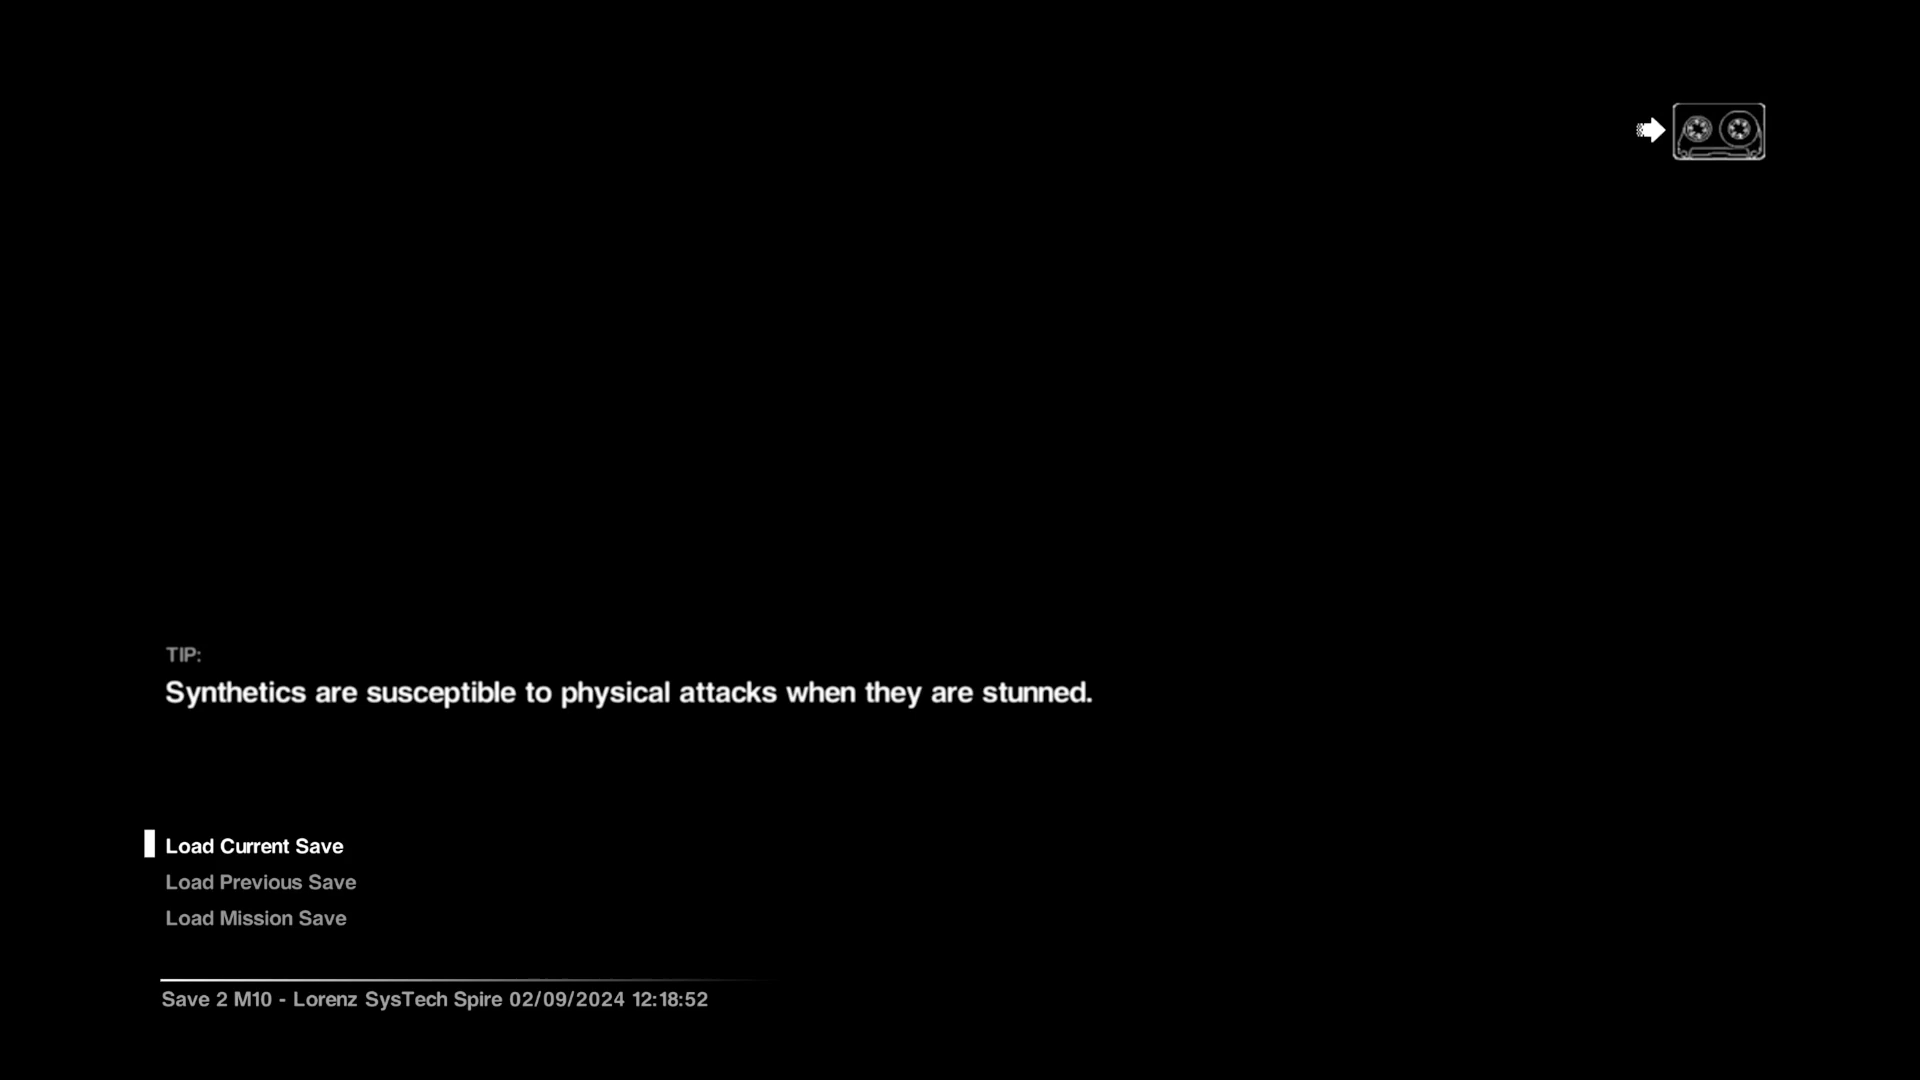 TIP:
Synthetics are susceptible to physical attacks when they are stunned.
Load Current Save
Load Previous Save
Load Mission Save
Save 2 M10 - Lorenz SysTech Spire 02/09/2024 12:18:52